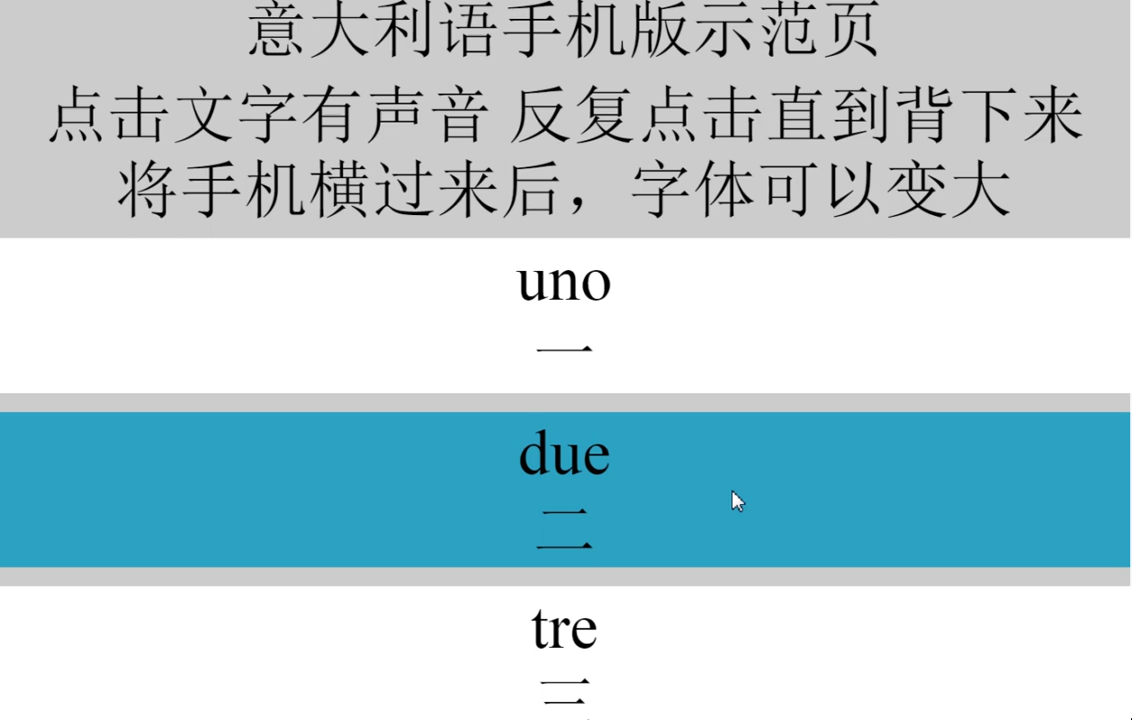 意大利语手机版示范页
点击文字有声音 反复点击直到背下来
将手机横过来后，字体可以变大
uno
一
due
二
tre
三